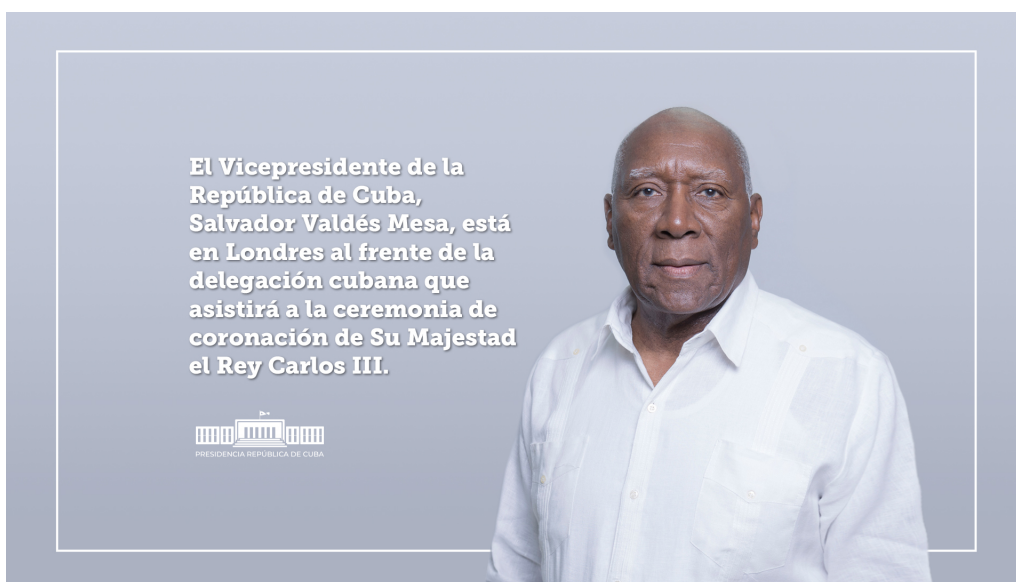 El Vicepresidente de la
República de Cuba,
Salvador Valdés Mesa, está
en Londres al frente de la
delegación cubana que
asistirá a la ceremonia de
coronación de Su Majestad
el Rey Carlos III.
PRESIDENCIA REPÚBLICA DE CUBA